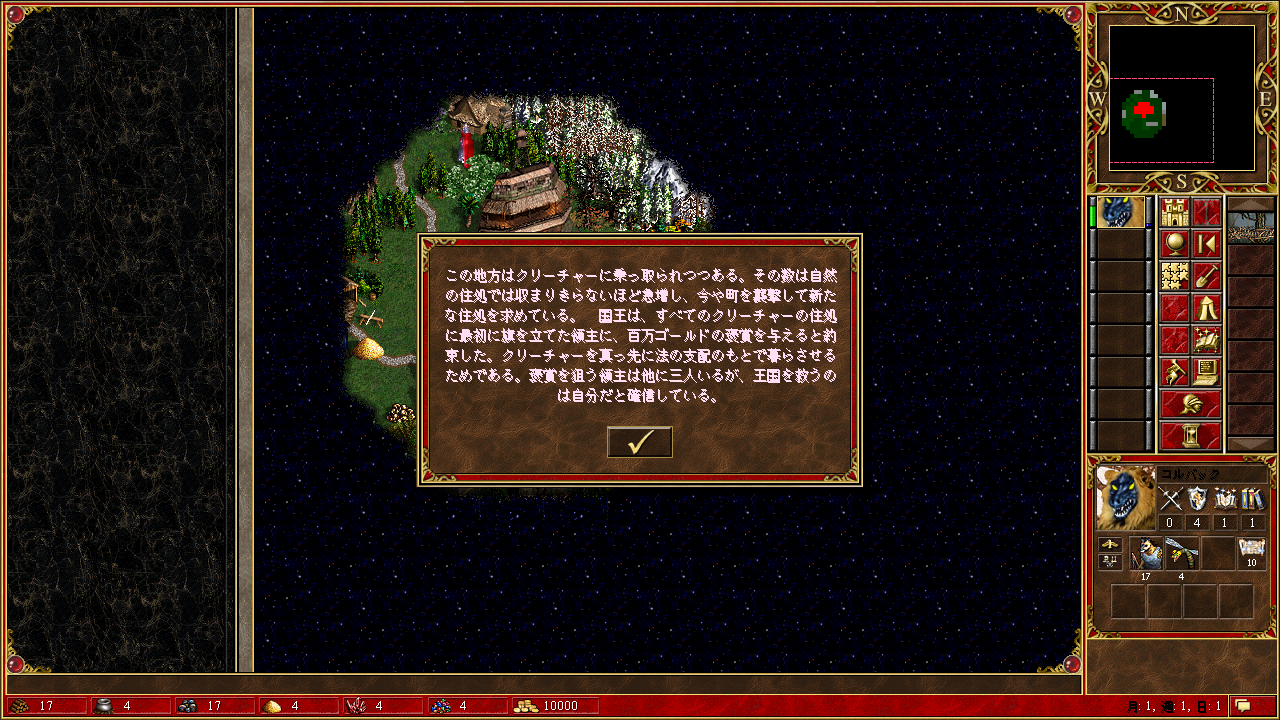 N
W
E
S
この地方はクリーチャーに乗っ取られつつある。その数は自然
の住処では収まりきらないほど急増し、今や町を襲撃して新た
な住処を求めている。　国王は、すべてのクリーチャーの住処
に最初に旗を立てた領主に、百万ゴールドの褒賞を与えると約
束した。クリーチャーを真っ先に法の支配のもとで暮らさせる
ためである。褒賞を狙う領主は他に三人いるが、王国を救うの
は自分だと確信している。
コルバック
0 4 1 1
10
17 4
17 4 17 4 4 4 10000
月: 1, 週: 1, 日: 1